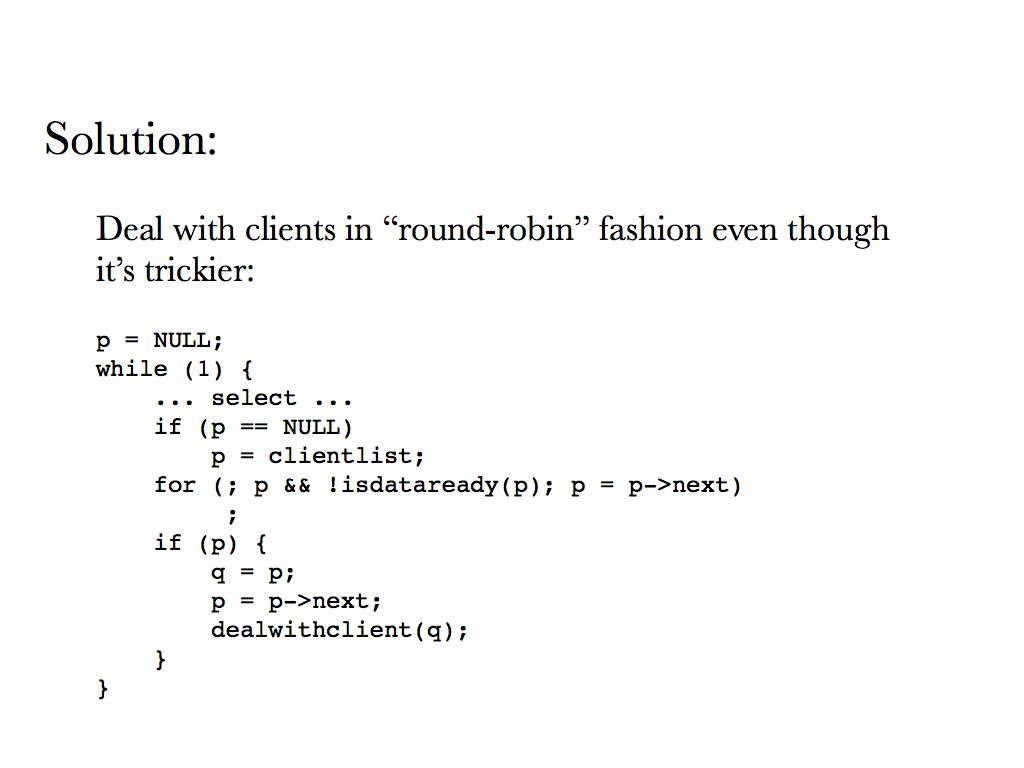 Solution:
Deal with clients in “round-robin” fashion even though
it’s trickier:
p = NULL;
while (1) {
    ... select ...
    if (p == NULL)
        p = clientlist;
    for (; p && !isdataready(p); p = p->next)
         ;
    if (p) {
        q = p;
        p = p->next;
        dealwithclient(q);
    }
}